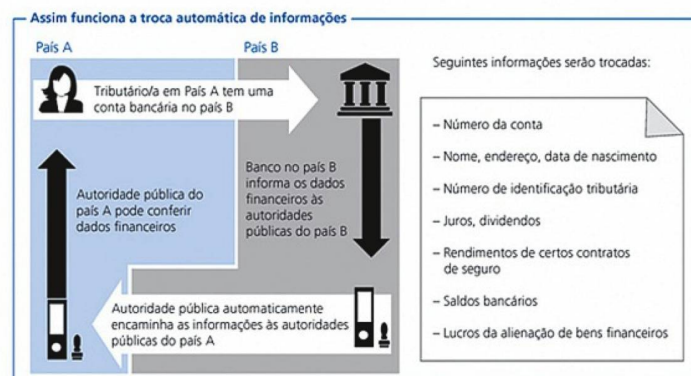 Assim funciona a troca automática de informações
País A
País B
Tributário/a em País A tem uma
conta bancária no país B
Banco no país B
informa os dados
financeiros às
autoridades
públicas do país B
Autoridade pública automaticamente
encaminha as informações às autoridades
públicas do país A
Autoridade pública do
país A pode conferir
dados financeiros
Seguintes informações serão trocadas:
– Número da conta
– Nome, endereço, data de nascimento
– Número de identificação tributária
– Juros, dividendos
– Rendimentos de certos contratos
de seguro
– Saldos bancários
– Lucros da alienação de bens financeiros